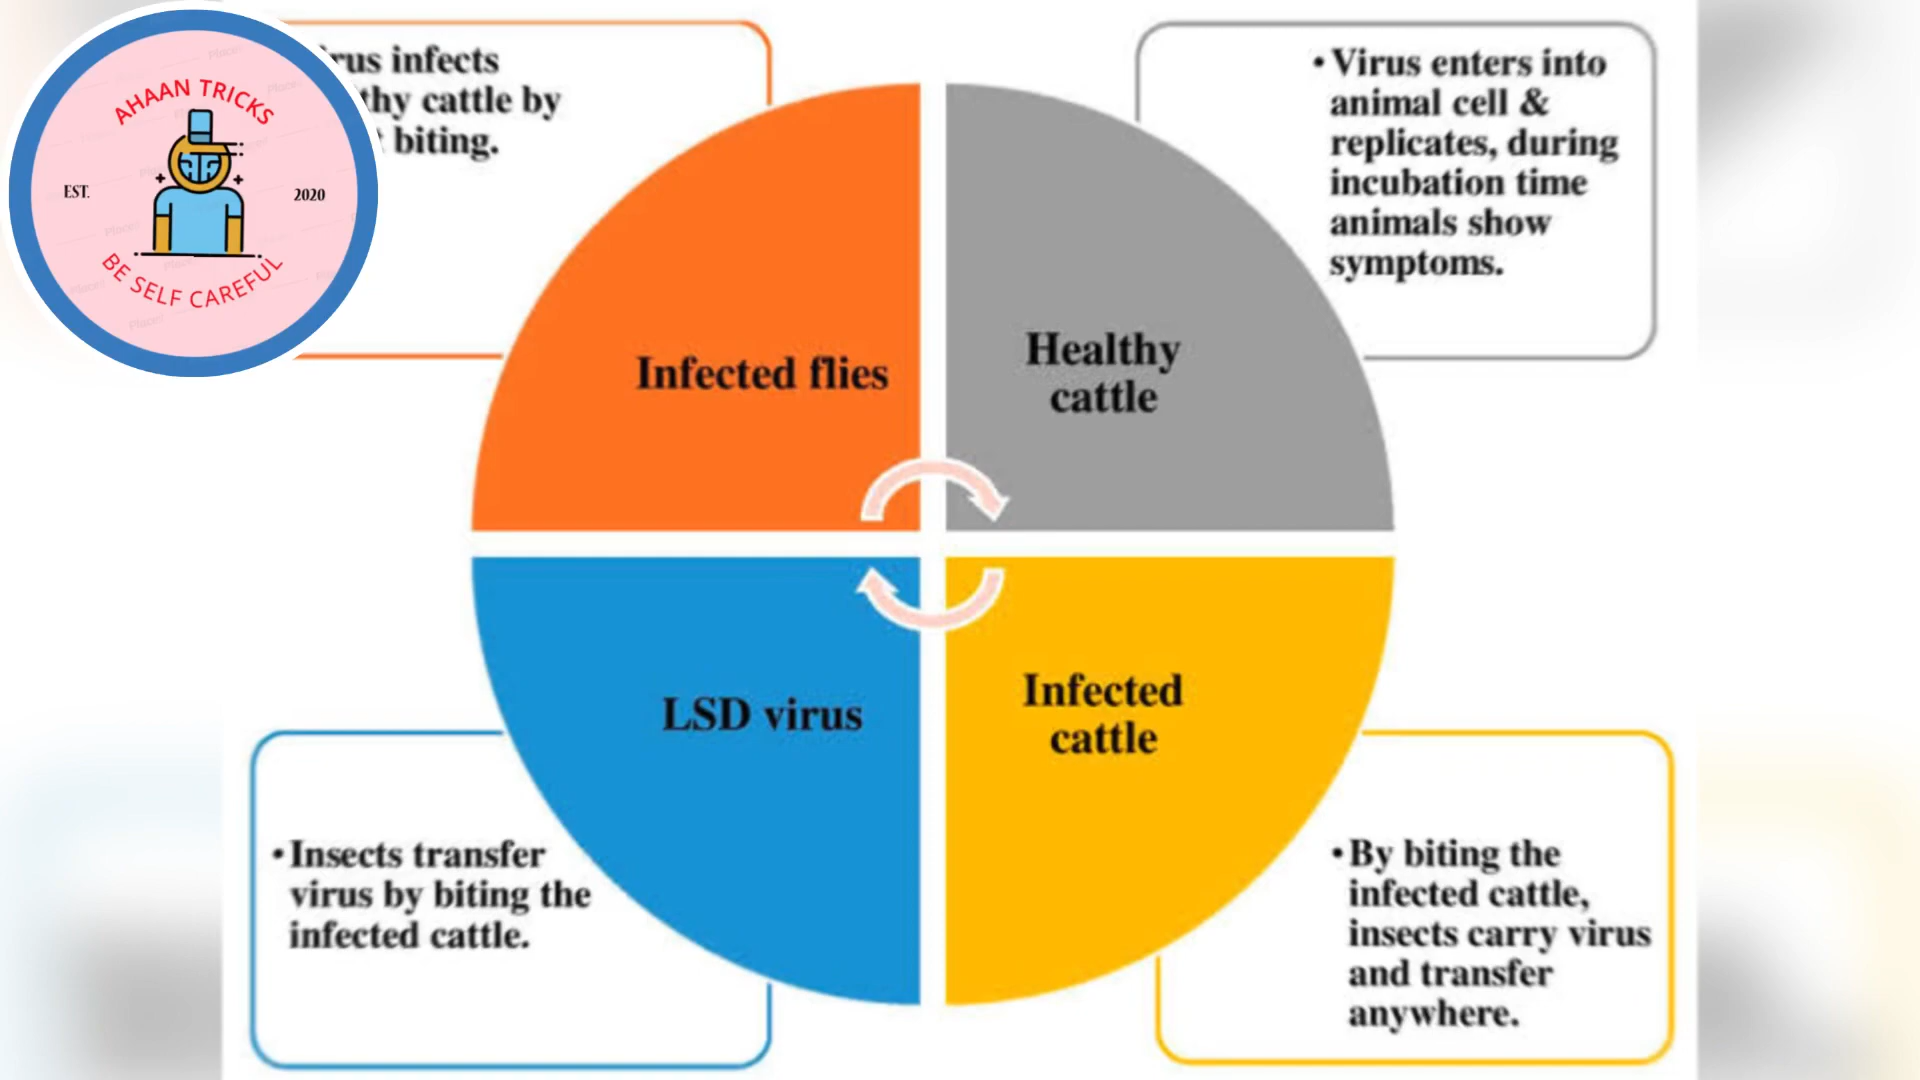 AHAAN TRICKS
EST.
2020
BE SELF CAREFUL
infects
cattle by
biting.
• Virus enters into
animal cell &
replicates, during
incubation time
animals show
symptoms.
Infected flies
Healthy
cattle
LSD virus
Infected
cattle
• Insects transfer
virus by biting the
infected cattle.
• By biting the
infected cattle,
insects carry virus
and transfer
anywhere.